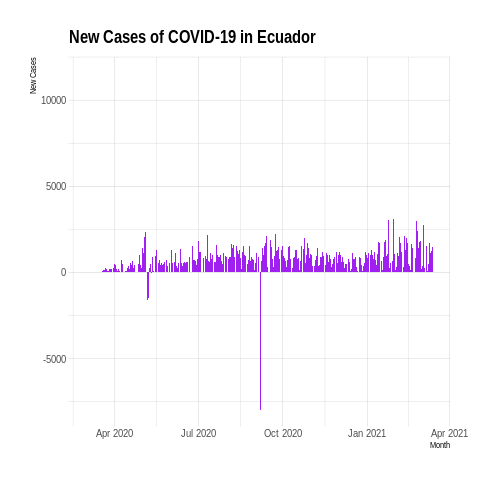 New Cases of COVID-19 in Ecuador
New Cases
10000
5000
0
-5000
Apr 2020
Jul 2020
Oct 2020
Jan 2021
Apr 2021
Month